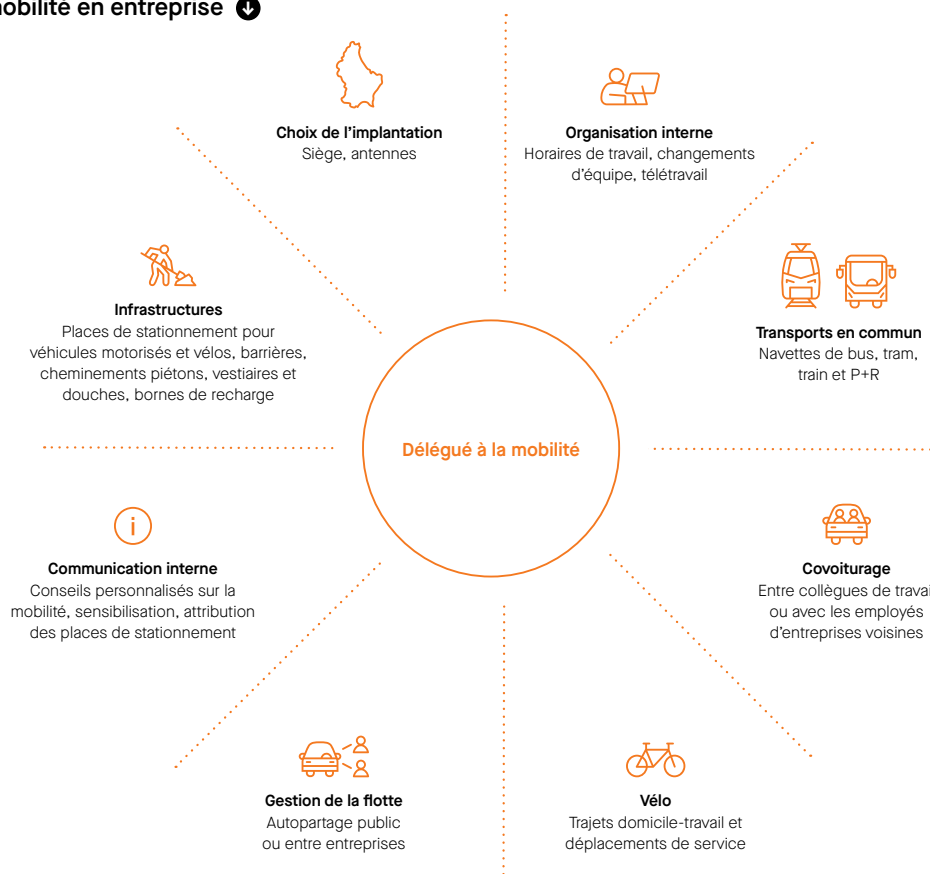 mobilité en entreprise
Choix de l'implantation
Siège, antennes
Organisation interne
Horaires de travail, changements
d'équipe, télétravail
Infrastructures
Places de stationnement pour
véhicules motorisés et vélos, barrières,
cheminements piétons, vestiaires et
douches, bornes de recharge
Transports en commun
Navettes de bus, tram,
train et P+R
Délégué à la mobilité
Communication interne
Conseils personnalisés sur la
mobilité, sensibilisation, attribution
des places de stationnement
Covoiturage
Entre collègues de travail
ou avec les employés
d'entreprises voisines
Gestion de la flotte
Autopartage public
ou entre entreprises
Vélo
Trajets domicile-travail et
déplacements de service